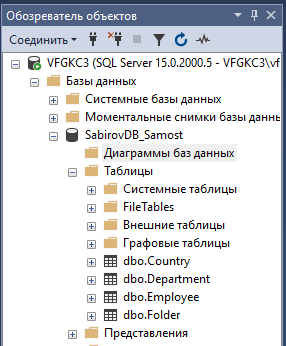 Обозреватель объектов
Соединить
VFGKC3 (SQL Server 15.0.2000.5 - VFGKC3\vf
Базы данных
Системные базы данных
Моментальные снимки базы данн
SabirovDB_Samost
Диаграммы баз данных
Таблицы
Системные таблицы
FileTables
Внешние таблицы
Графовые таблицы
dbo.Country
dbo.Department
dbo.Employee
dbo.Folder
Представления